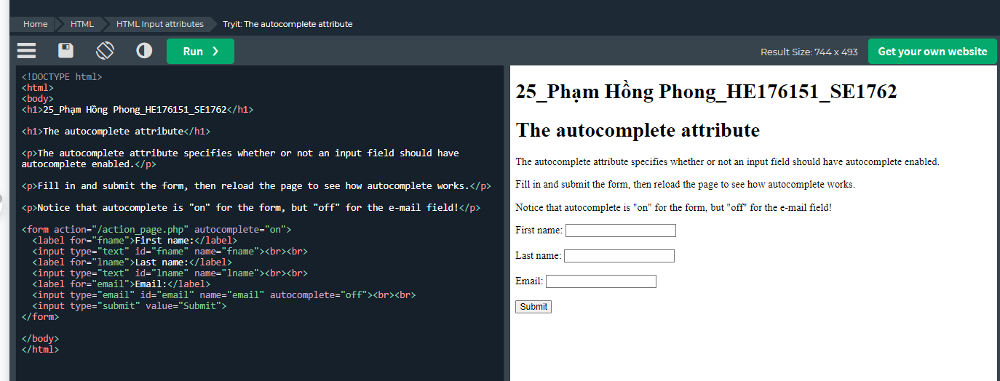 Home HTML HTML Input attributes Tryit: The autocomplete attribute
Run ❯ Result Size: 744 x 493 Get your own website
<!DOCTYPE html>
<html>
<body>
<h1>25_Phạm Hồng Phong_HE176151_SE1762</h1>
<h1>The autocomplete attribute</h1>
<p>The autocomplete attribute specifies whether or not an input field should have
autocomplete enabled.</p>
<p>Fill in and submit the form, then reload the page to see how autocomplete works.</p>
<p>Notice that autocomplete is "on" for the form, but "off" for the e-mail field!</p>
<form action="/action_page.php" autocomplete="on">
  <label for="fname">First name:</label>
  <input type="text" id="fname" name="fname"><br><br>
  <label for="lname">Last name:</label>
  <input type="text" id="lname" name="lname"><br><br>
  <label for="email">Email:</label>
  <input type="email" id="email" name="email" autocomplete="off"><br><br>
  <input type="submit" value="Submit">
</form>
</body>
</html>
25_Phạm Hồng Phong_HE176151_SE1762
The autocomplete attribute
The autocomplete attribute specifies whether or not an input field should have autocomplete enabled.
Fill in and submit the form, then reload the page to see how autocomplete works.
Notice that autocomplete is "on" for the form, but "off" for the e-mail field!
First name:
Last name:
Email:
Submit